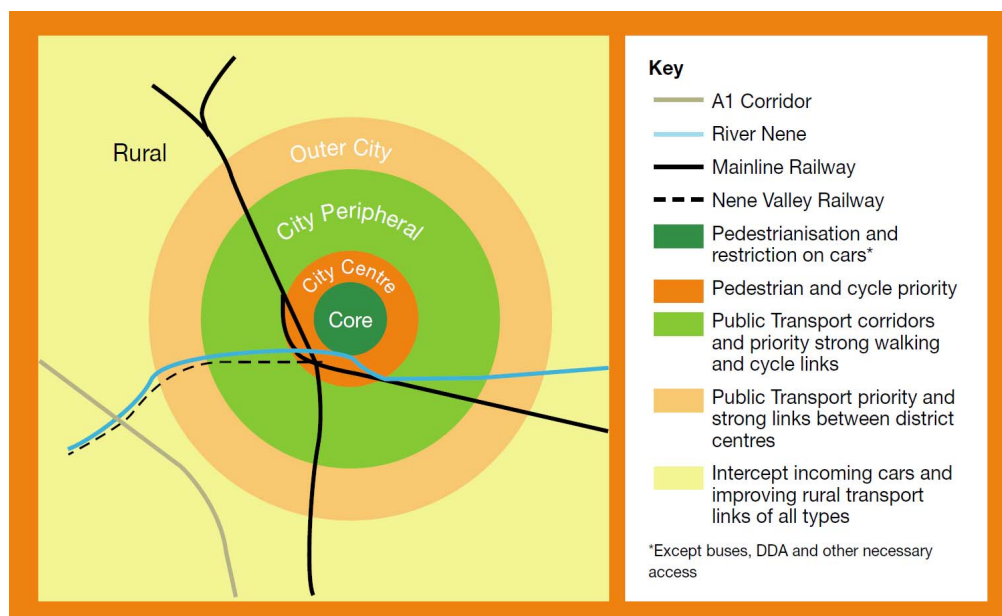 Rural
Outer City
City Peripheral
City Centre
Core
Key
A1 Corridor
River Nene
Mainline Railway
Nene Valley Railway
Pedestrianisation and
restriction on cars*
Pedestrian and cycle priority
Public Transport corridors
and priority strong walking
and cycle links
Public Transport priority and
strong links between district
centres
Intercept incoming cars and
improving rural transport
links of all types
*Except buses, DDA and other necessary
access